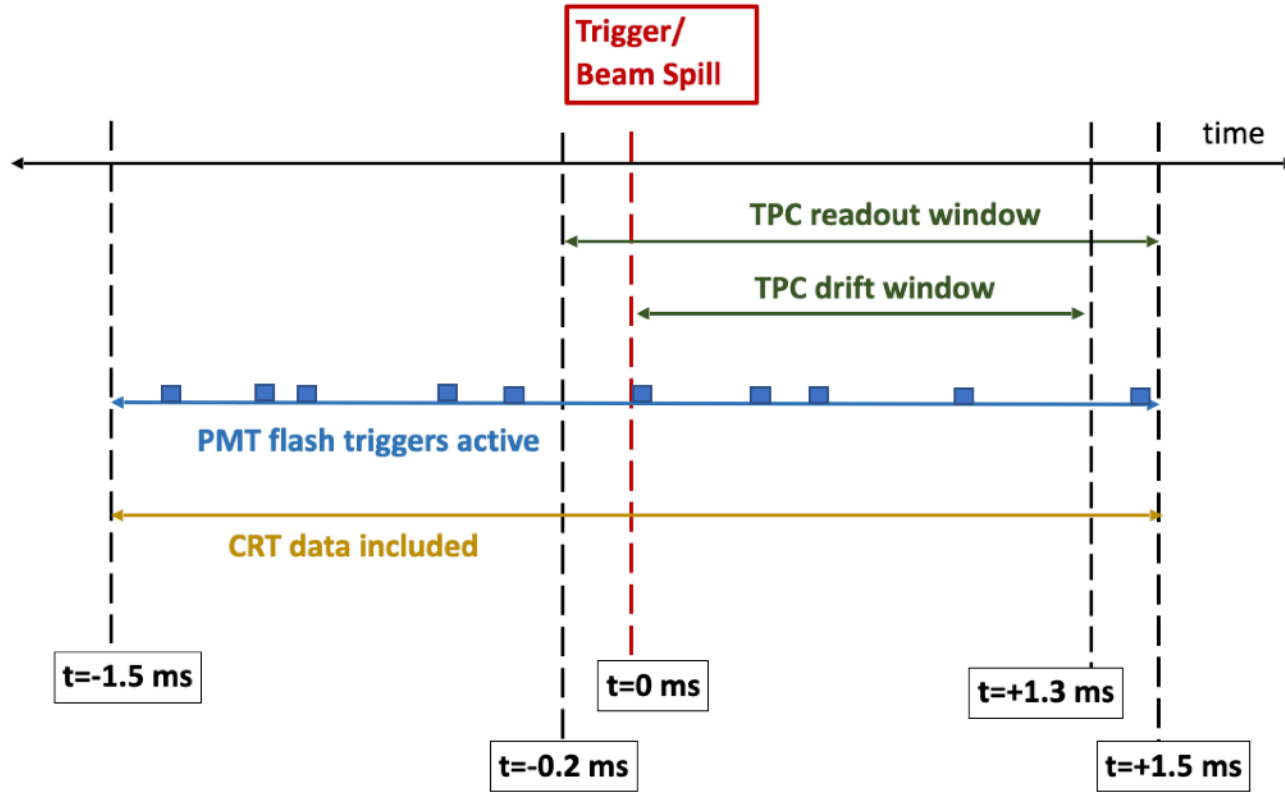 Trigger/
Beam Spill
time
TPC readout window
TPC drift window
PMT flash triggers active
CRT data included
t=-1.5 ms
t=0 ms
t=+1.3 ms
t=-0.2 ms
t=+1.5 ms